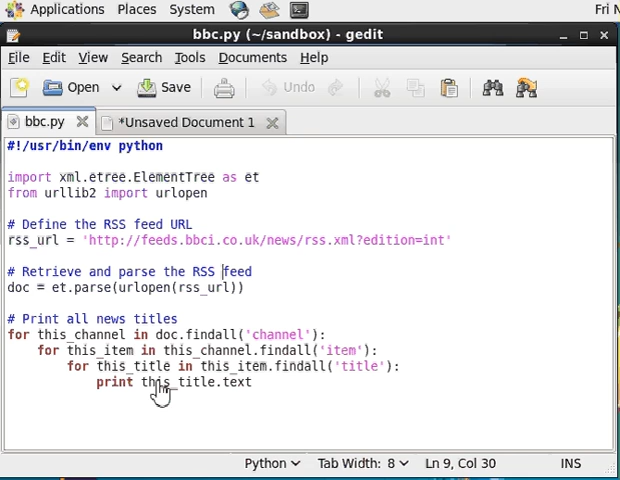 Applications Places System Fri N
bbc.py (~/sandbox) - gedit
File Edit View Search Tools Documents Help
Open Save Undo
bbc.py *Unsaved Document 1
#!/usr/bin/env python
import xml.etree.ElementTree as et
from urllib2 import urlopen
# Define the RSS feed URL
rss_url = 'http://feeds.bbci.co.uk/news/rss.xml?edition=int'
# Retrieve and parse the RSS feed
doc = et.parse(urlopen(rss_url))
# Print all news titles
for this_channel in doc.findall('channel'):
    for this_item in this_channel.findall('item'):
        for this_title in this_item.findall('title'):
            print this_title.text
Python Tab Width: 8 Ln 9, Col 30 INS